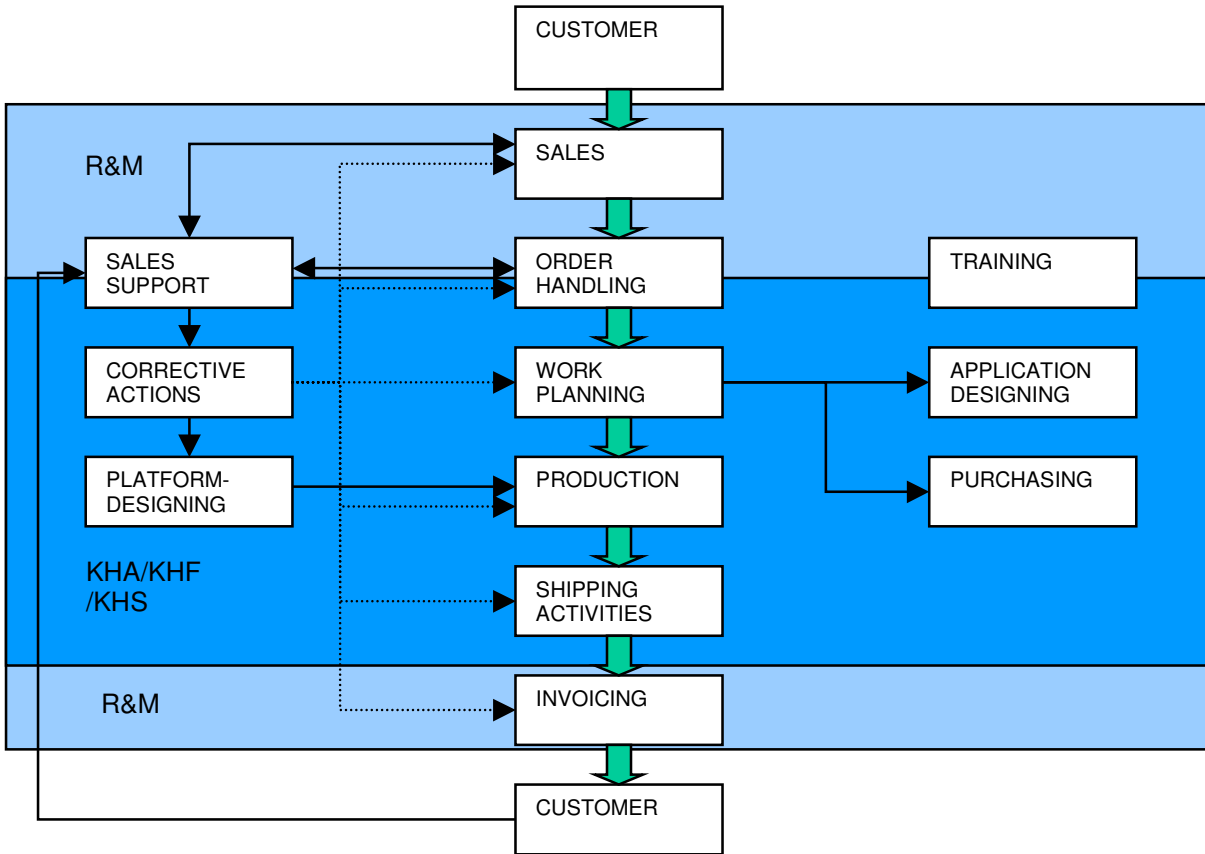 CUSTOMER
R&M
SALES
SALES
SUPPORT
ORDER
HANDLING
TRAINING
CORRECTIVE
ACTIONS
WORK
PLANNING
APPLICATION
DESIGNING
PLATFORM-
DESIGNING
PRODUCTION
PURCHASING
KHA/KHF
/KHS
SHIPPING
ACTIVITIES
R&M
INVOICING
CUSTOMER